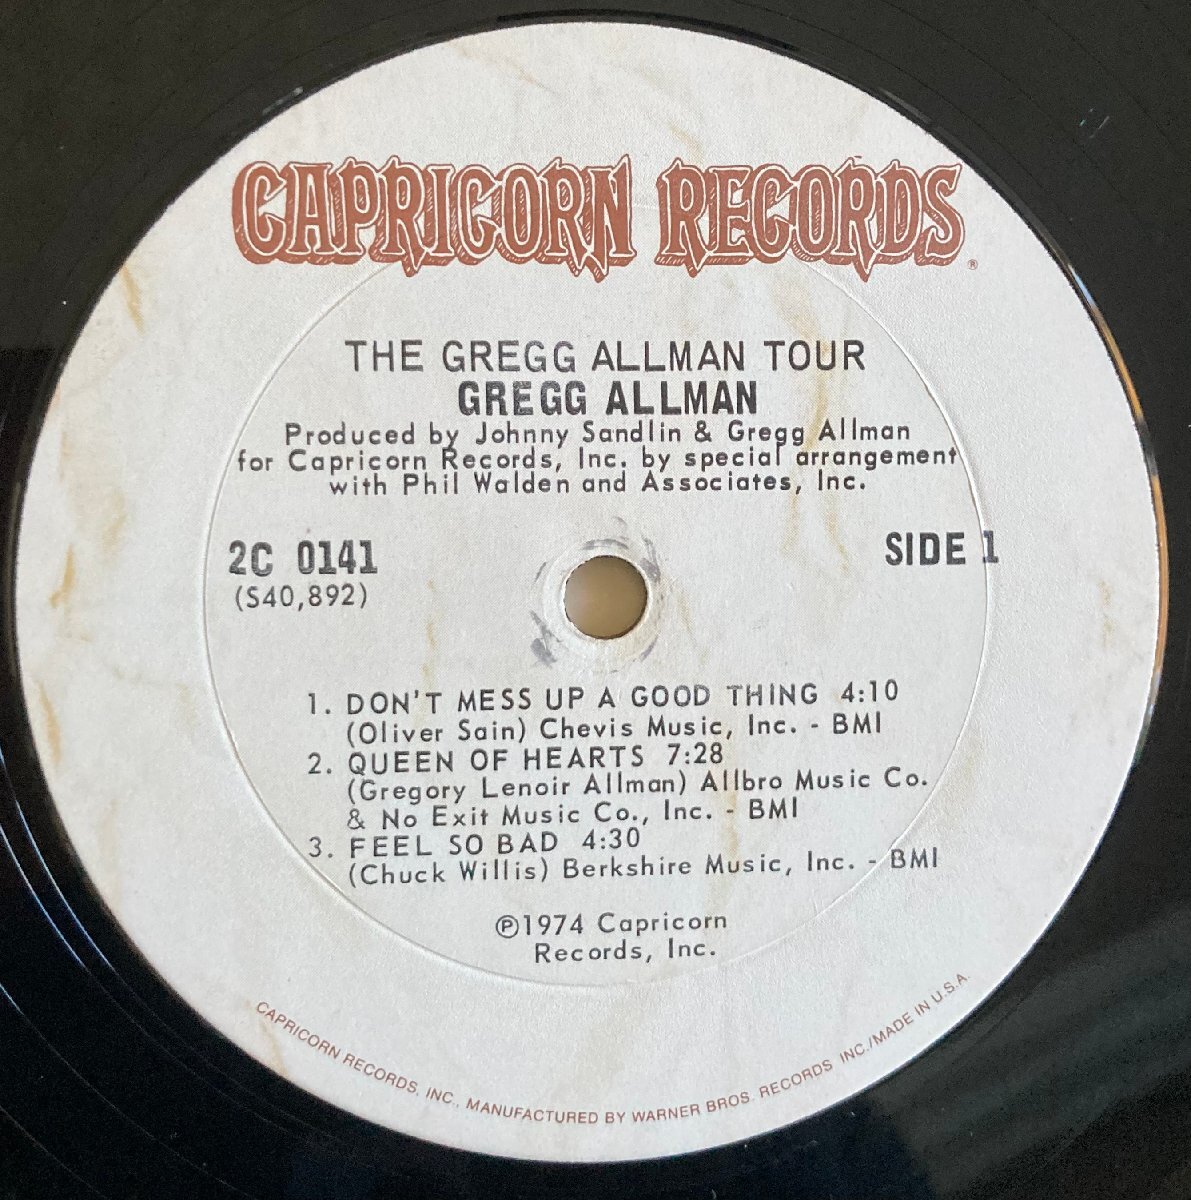 CAPRICORN RECORDS®
THE GREGG ALLMAN TOUR
GREGG ALLMAN
Produced by Johnny Sandlin & Gregg Allman
for Capricorn Records, Inc. by special arrangement
with Phil Walden and Associates, Inc.
2C 0141
(S40,892)
SIDE 1
1. DON'T MESS UP A GOOD THING 4:10
(Oliver Sain) Chevis Music, Inc. - BMI
2. QUEEN OF HEARTS 7:28
(Gregory Lenoir Allman) Allbro Music Co.
& No Exit Music Co., Inc. - BMI
3. FEEL SO BAD 4:30
(Chuck Willis) Berkshire Music, Inc. - BMI
℗1974 Capricorn
Records, Inc.
CAPRICORN RECORDS, INC., MANUFACTURED BY WARNER BROS. RECORDS INC./MADE IN U.S.A.